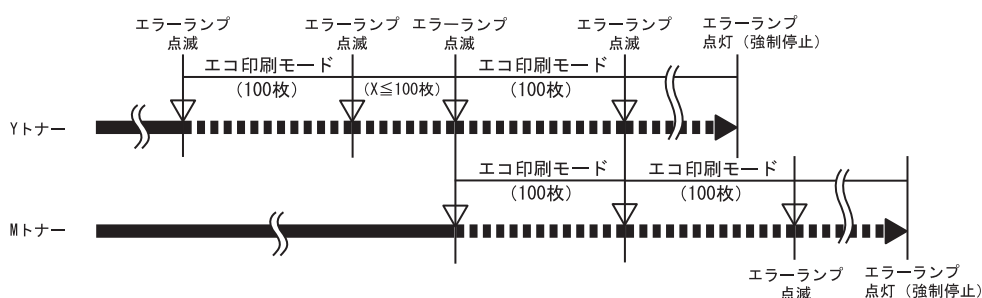 エラーランプ
点滅
エラーランプ
点滅
エラーランプ
点滅
エラーランプ
点滅
エラーランプ
点灯（強制停止）
エコ印刷モード
（100枚）
（X≦100枚）
エコ印刷モード
（100枚）
Yトナー
エコ印刷モード
（100枚）
エコ印刷モード
（100枚）
Mトナー
エラーランプ
点滅
エラーランプ
点灯（強制停止）